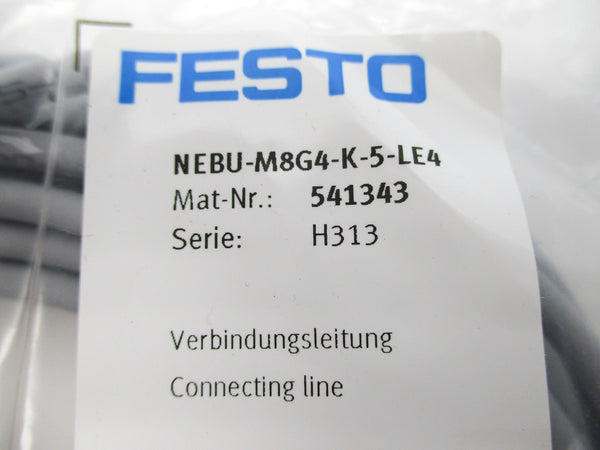 FESTO
NEBU-M8G4-K-5-LE4
Mat-Nr.: 541343
Serie: H313
Verbindungsleitung
Connecting line